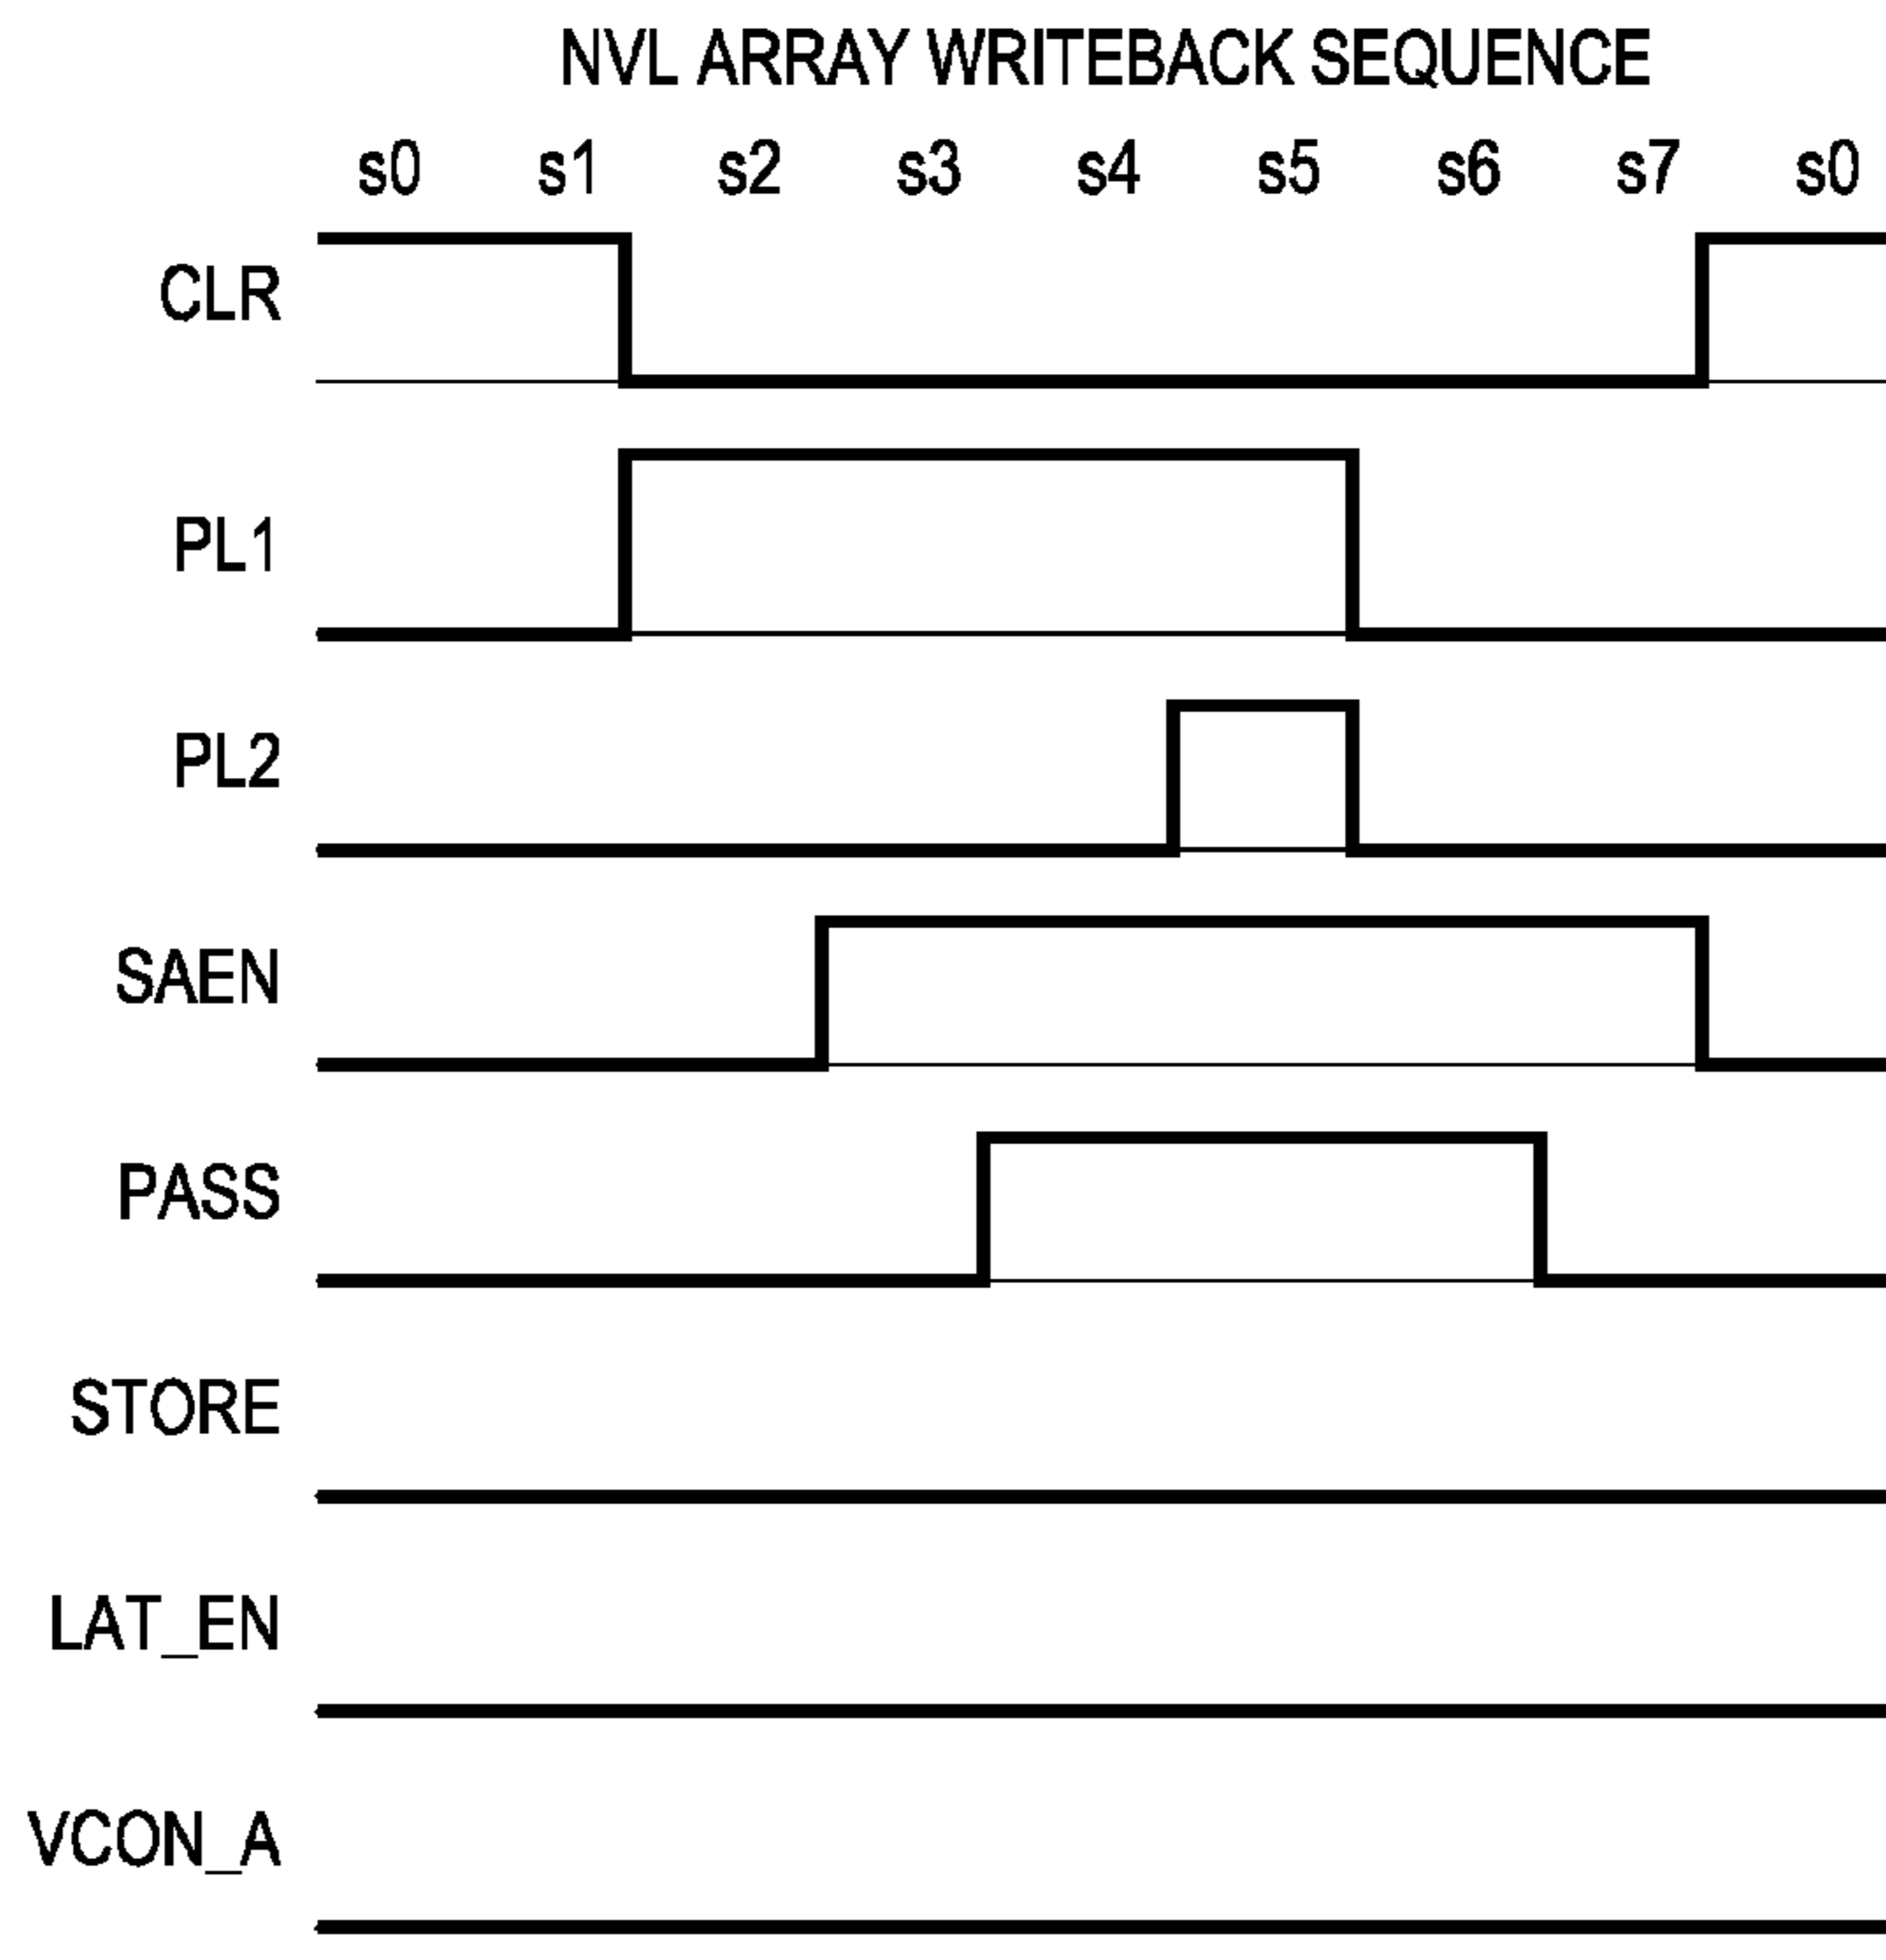 NVL ARRAY WRITEBACK SEQUENCE
s0 s1 s2 s3 s4 s5 s6 s7 s0
CLR
PL1
PL2
SAEN
PASS
STORE
LAT_EN
VCON_A